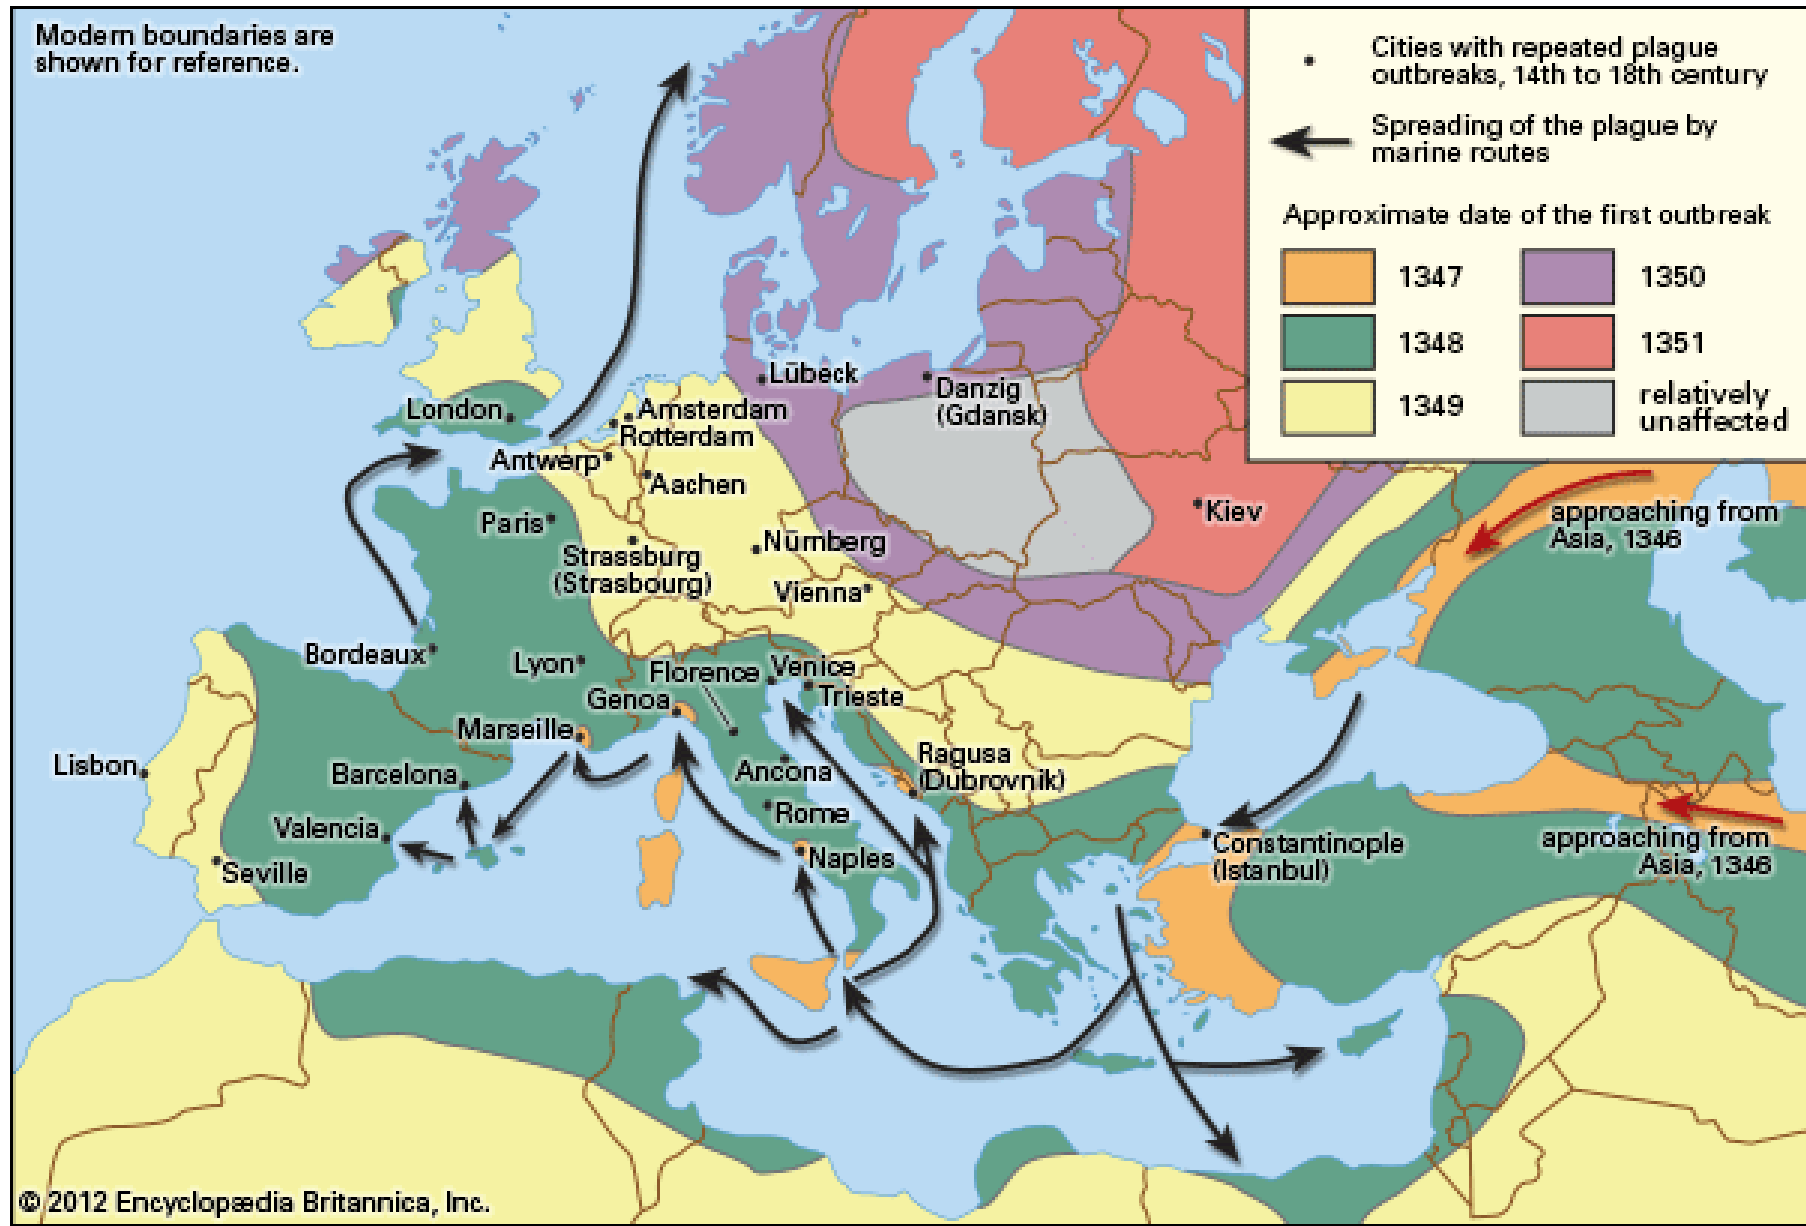 Modern boundaries are
shown for reference.
Cities with repeated plague
outbreaks, 14th to 18th century
Spreading of the plague by
marine routes
Approximate date of the first outbreak
1347
1350
1348
1351
1349
relatively
unaffected
Lübeck
Danzig
(Gdansk)
London
Amsterdam
Rotterdam
Antwerp
Aachen
Paris
Kiev
approaching from
Asia, 1346
Strassburg
(Strasbourg)
Nürnberg
Vienna
Bordeaux
Lyon
Florence
Venice
Genoa
Trieste
Marseille
Lisbon
Barcelona
Ancona
Ragusa
(Dubrovnik)
Rome
Valencia
Naples
Seville
Constantinople
(Istanbul)
approaching from
Asia, 1346
© 2012 Encyclopædia Britannica, Inc.